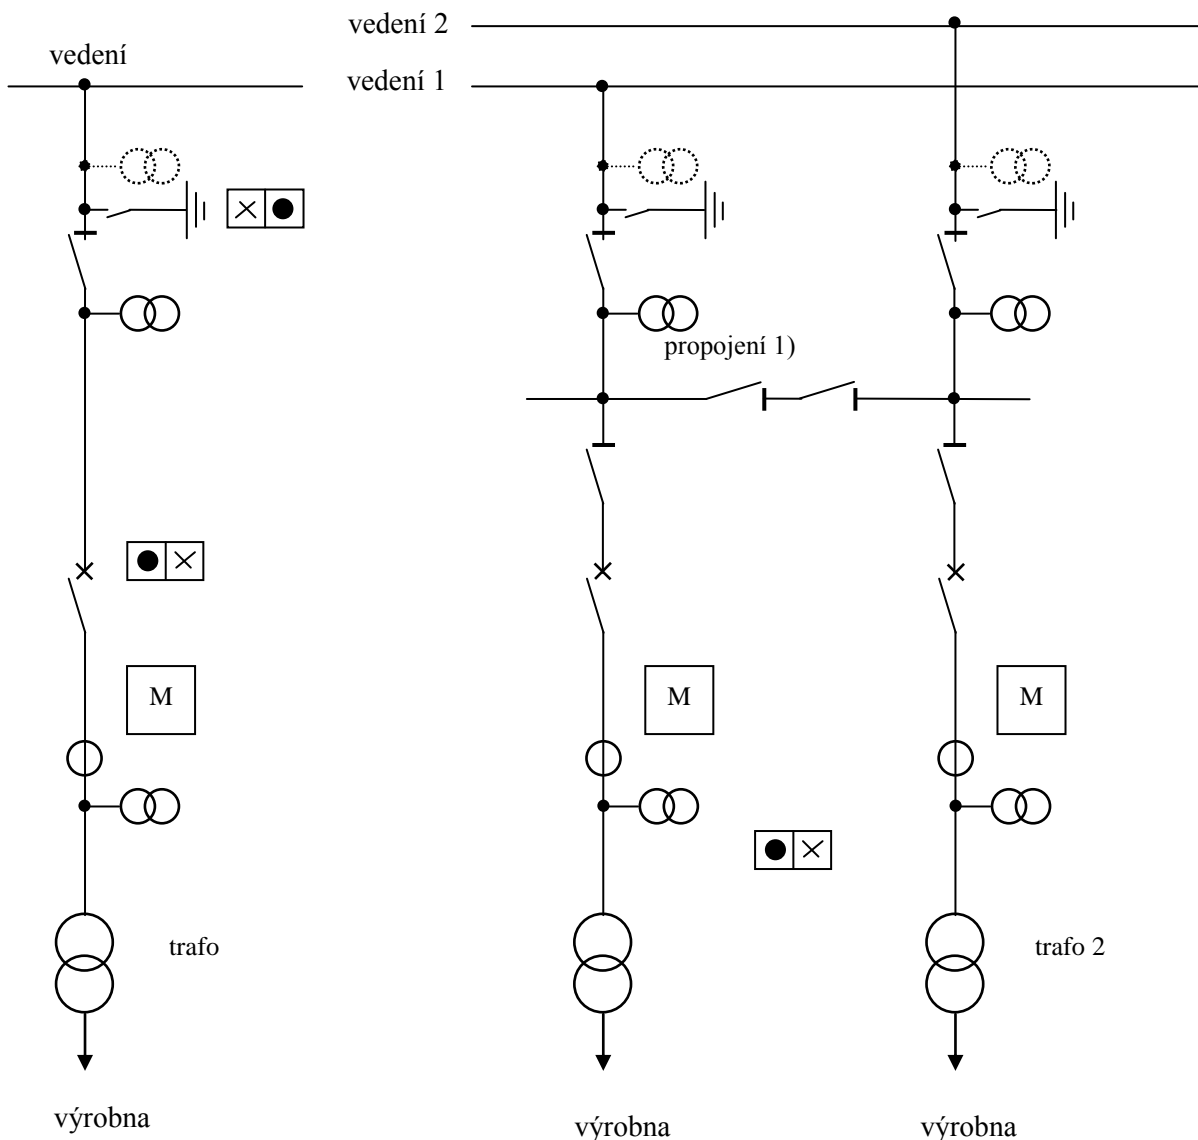 vedení 2
vedení
vedení 1
propojení 1)
M
M
M
trafo
trafo 2
výrobna
výrobna
výrobna